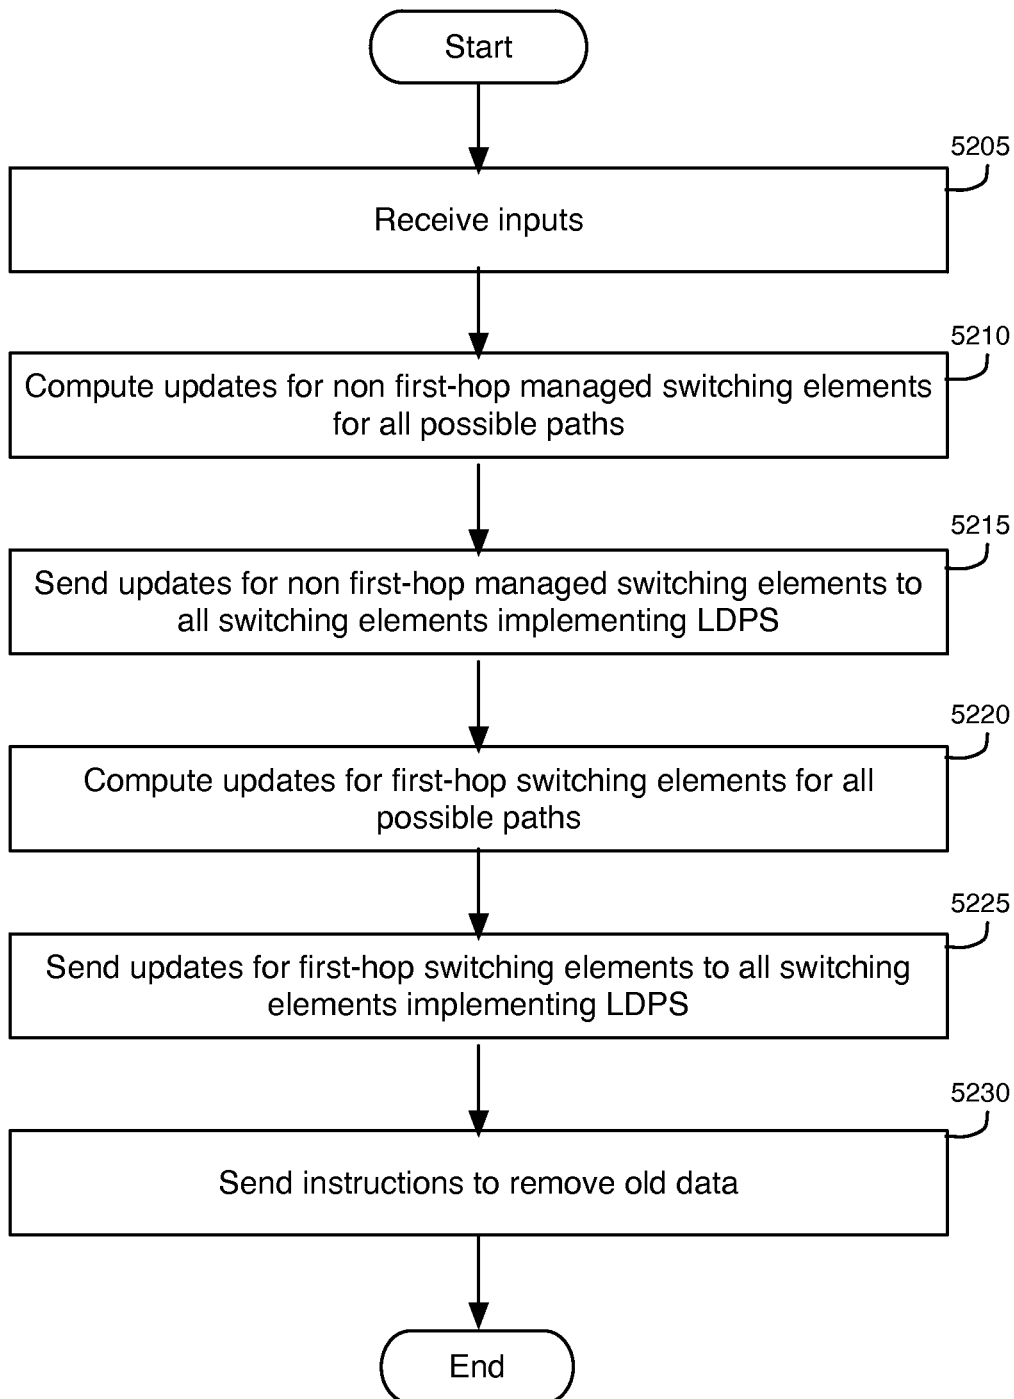 Start
5205
Receive inputs
5210
Compute updates for non first-hop managed switching elements
for all possible paths
5215
Send updates for non first-hop managed switching elements to
all switching elements implementing LDPS
5220
Compute updates for first-hop switching elements for all
possible paths
5225
Send updates for first-hop switching elements to all switching
elements implementing LDPS
5230
Send instructions to remove old data
End